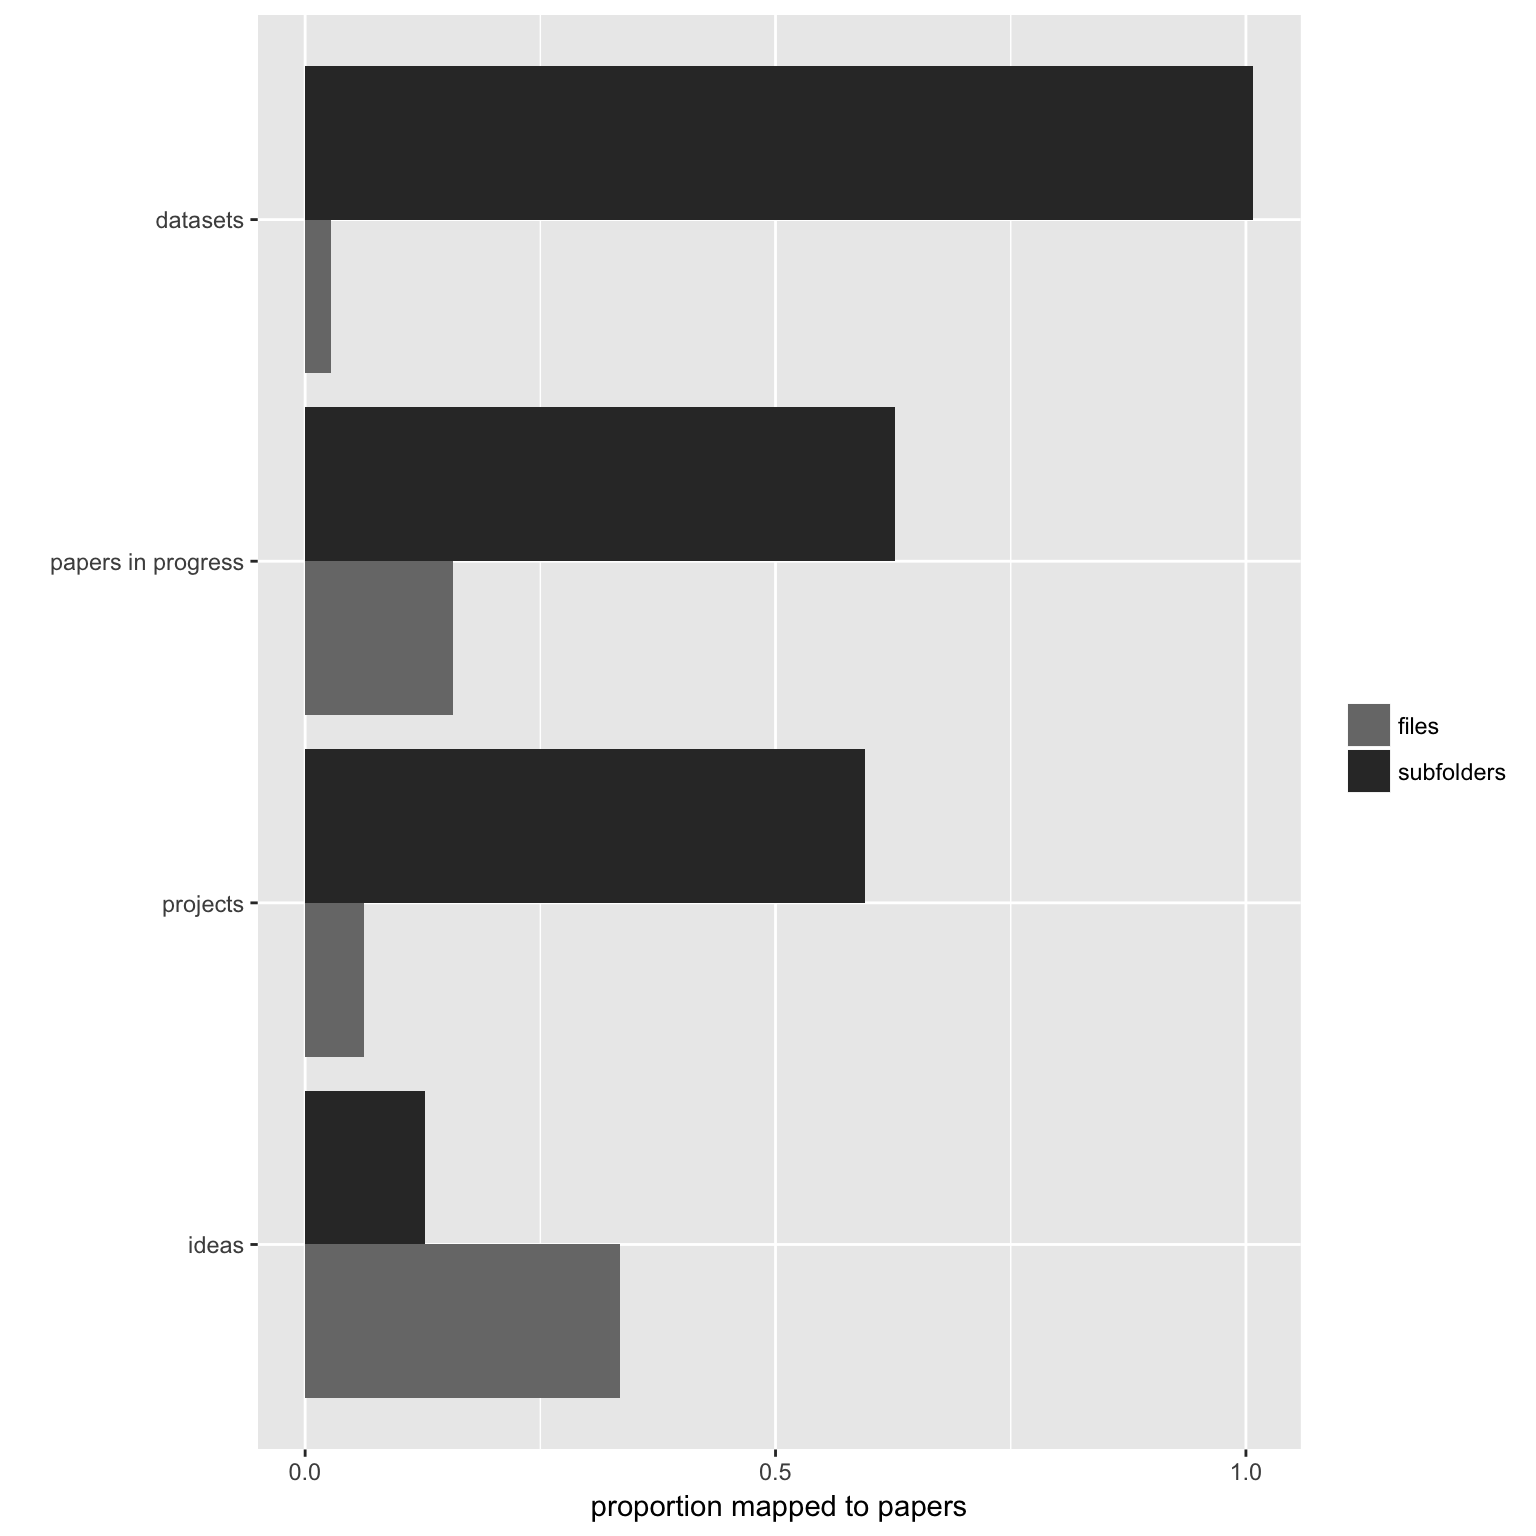 datasets
papers in progress
projects
ideas
files
subfolders
0.0 0.5 1.0
proportion mapped to papers